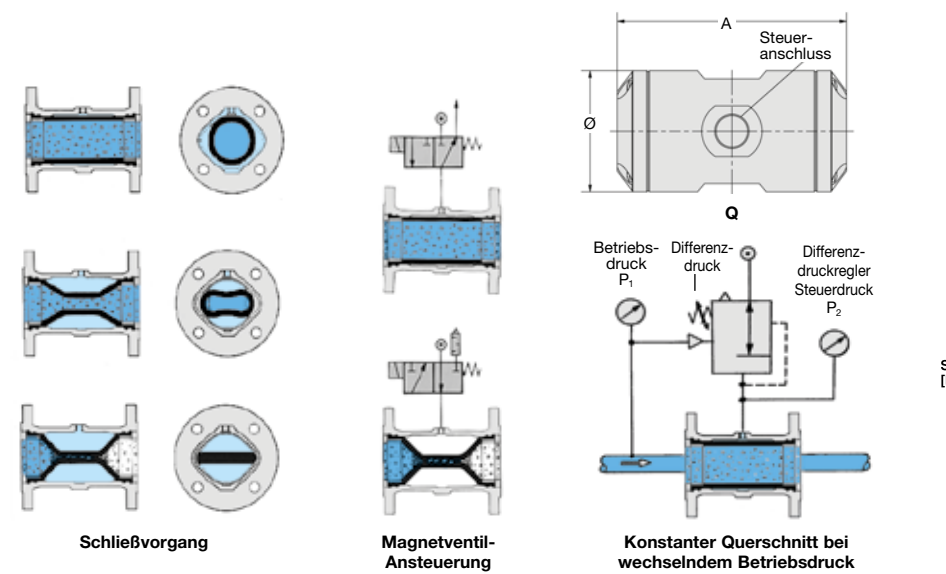 A
Steuer-
anschluss
Ø
Q
Betriebs-
druck
P₁
Differenz-
druck
Differenz-
druckregler
Steuerdruck
P₂
S
[
Schließvorgang
Magnetventil-
Ansteuerung
Konstanter Querschnitt bei
wechselndem Betriebsdruck